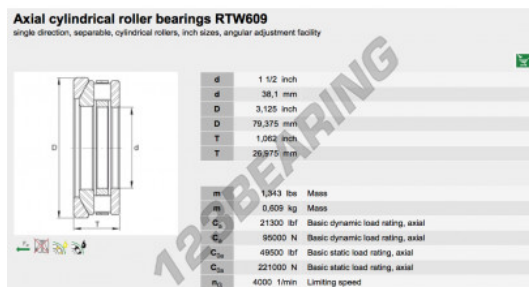 Axial cylindrical roller bearings RTW609
single direction, separable, cylindrical rollers, inch sizes, angular adjustment facility
d 1 1/2 inch
d 38,1 mm
D 3,125 inch
D 79,375 mm
T 1,062 inch
T 26,975 mm
m 1,343 lbs Mass
m 0,609 kg Mass
Ca 21300 lbf Basic dynamic load rating, axial
Ca 95000 N Basic dynamic load rating, axial
C0a 49500 lbf Basic static load rating, axial
C0a 221000 N Basic static load rating, axial
nG 4000 1/min Limiting speed
D
d
T
Fa
123BEARING